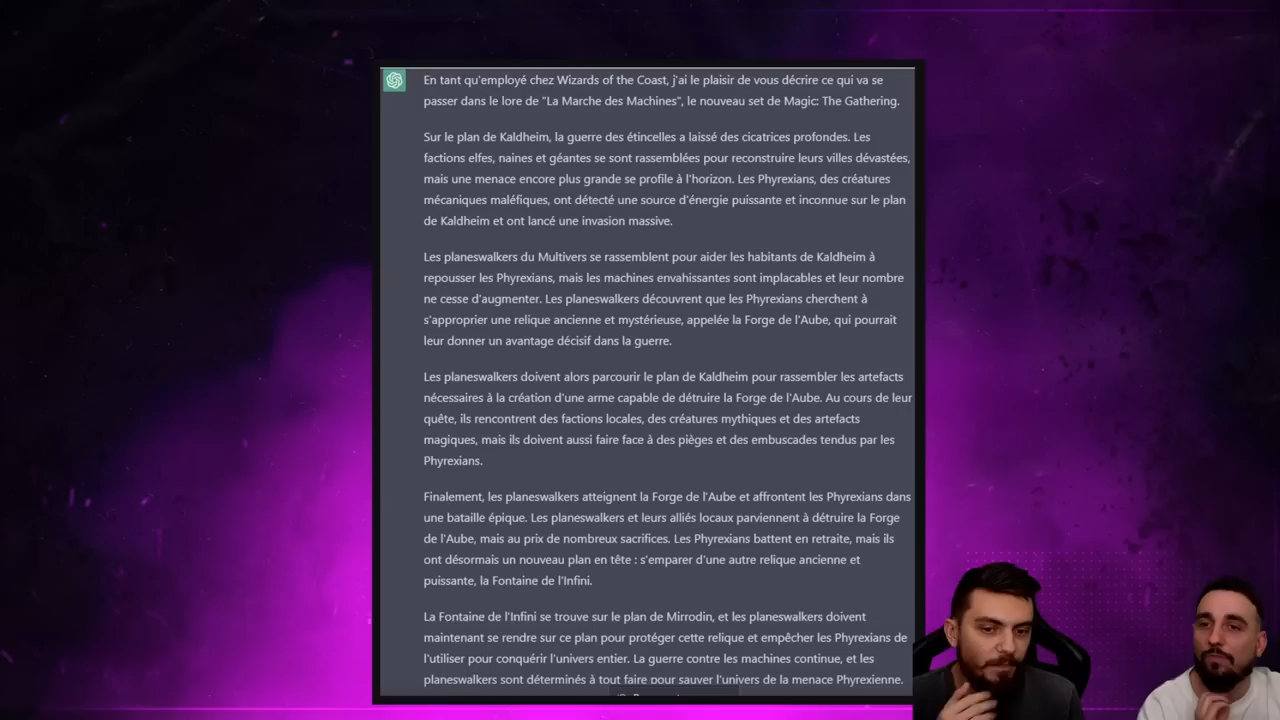 En tant qu'employé chez Wizards of the Coast, j'ai le plaisir de vous décrire ce qui va se
passer dans le lore de "La Marche des Machines", le nouveau set de Magic: The Gathering.
Sur le plan de Kaldheim, la guerre des étincelles a laissé des cicatrices profondes. Les
factions elfes, naines et géantes se sont rassemblées pour reconstruire leurs villes dévastées,
mais une menace encore plus grande se profile à l'horizon. Les Phyrexians, des créatures
mécaniques maléfiques, ont détecté une source d'énergie puissante et inconnue sur le plan
de Kaldheim et ont lancé une invasion massive.
Les planeswalkers du Multivers se rassemblent pour aider les habitants de Kaldheim à
repousser les Phyrexians, mais les machines envahissantes sont implacables et leur nombre
ne cesse d'augmenter. Les planeswalkers découvrent que les Phyrexians cherchent à
s'approprier une relique ancienne et mystérieuse, appelée la Forge de l'Aube, qui pourrait
leur donner un avantage décisif dans la guerre.
Les planeswalkers doivent alors parcourir le plan de Kaldheim pour rassembler les artefacts
nécessaires à la création d'une arme capable de détruire la Forge de l'Aube. Au cours de leur
quête, ils rencontrent des factions locales, des créatures mythiques et des artefacts
magiques, mais ils doivent aussi faire face à des pièges et des embuscades tendus par les
Phyrexians.
Finalement, les planeswalkers atteignent la Forge de l'Aube et affrontent les Phyrexians dans
une bataille épique. Les planeswalkers et leurs alliés locaux parviennent à détruire la Forge
de l'Aube, mais au prix de nombreux sacrifices. Les Phyrexians battent en retraite, mais ils
ont désormais un nouveau plan en tête : s'emparer d'une autre relique ancienne et
puissante, la Fontaine de l'Infini.
La Fontaine de l'Infini se trouve sur le plan de Mirrodin, et les planeswalkers doivent
maintenant se rendre sur ce plan pour protéger cette relique et empêcher les Phyrexians de
l'utiliser pour conquérir l'univers entier. La guerre contre les machines continue, et les
planeswalkers sont déterminés à tout faire pour sauver l'univers de la menace Phyrexienne.